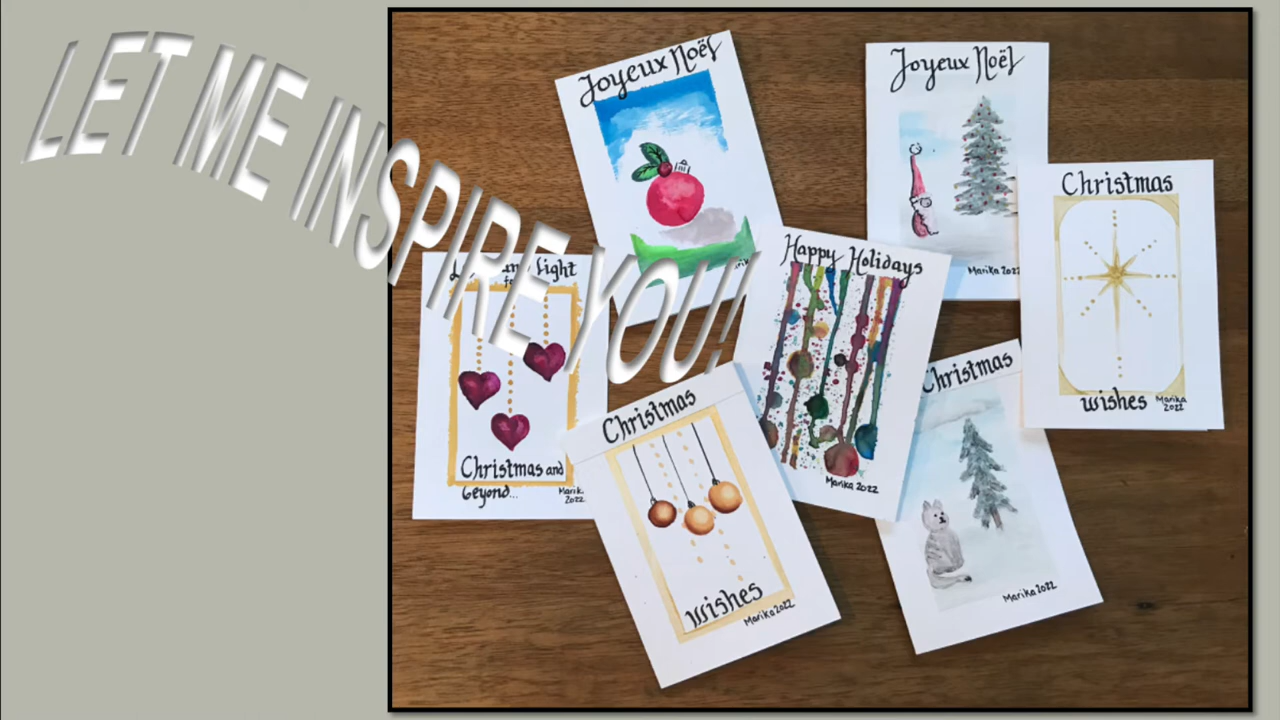 LET ME INSPIRE YOU!
Joyeux Noël
Joyeux Noël
Marika 2022
Christmas
wishes
Marika
2022
Happy Holidays
Marika 2022
Light
Christmas and
beyond...
Marika
2022
Christmas
wishes
Marika 2022
Christmas
Marika 2022